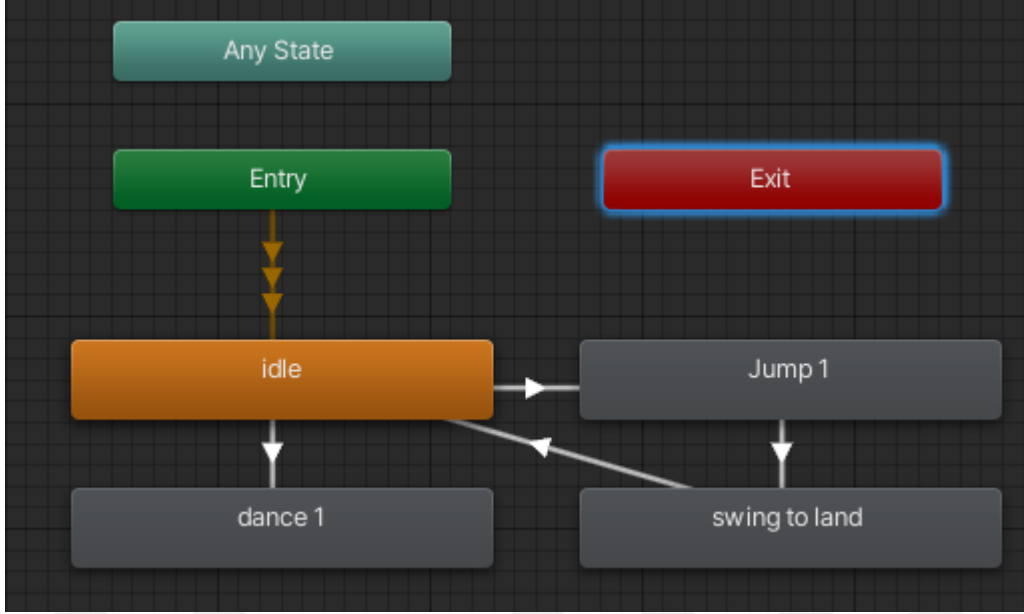 Any State
Entry
Exit
idle
Jump 1
dance 1
swing to land